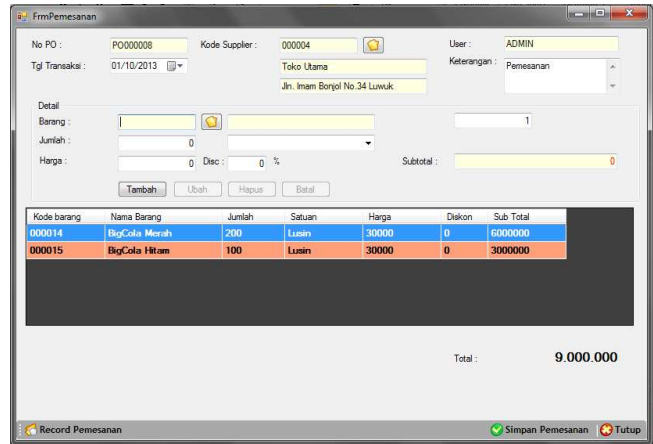 FrmPemesanan
No PO : PO000008 Kode Supplier : 000004 User : ADMIN
Tgl Transaksi : 01/10/2013 Toko Utama Keterangan : Pemesanan
Jln. Imam Bonjol No.34 Luwuk
Detail
Barang : 1
Jumlah : 0
Harga : 0 Disc : 0 % Subtotal : 0
Tambah Ubah Hapus Batal
Kode barang Nama Barang Jumlah Satuan Harga Diskon Sub Total
000014 BigCola Merah 200 Lusin 30000 0 6000000
000015 BigCola Hitam 100 Lusin 30000 0 3000000
Total : 9.000.000
Record Pemesanan Simpan Pemesanan Tutup